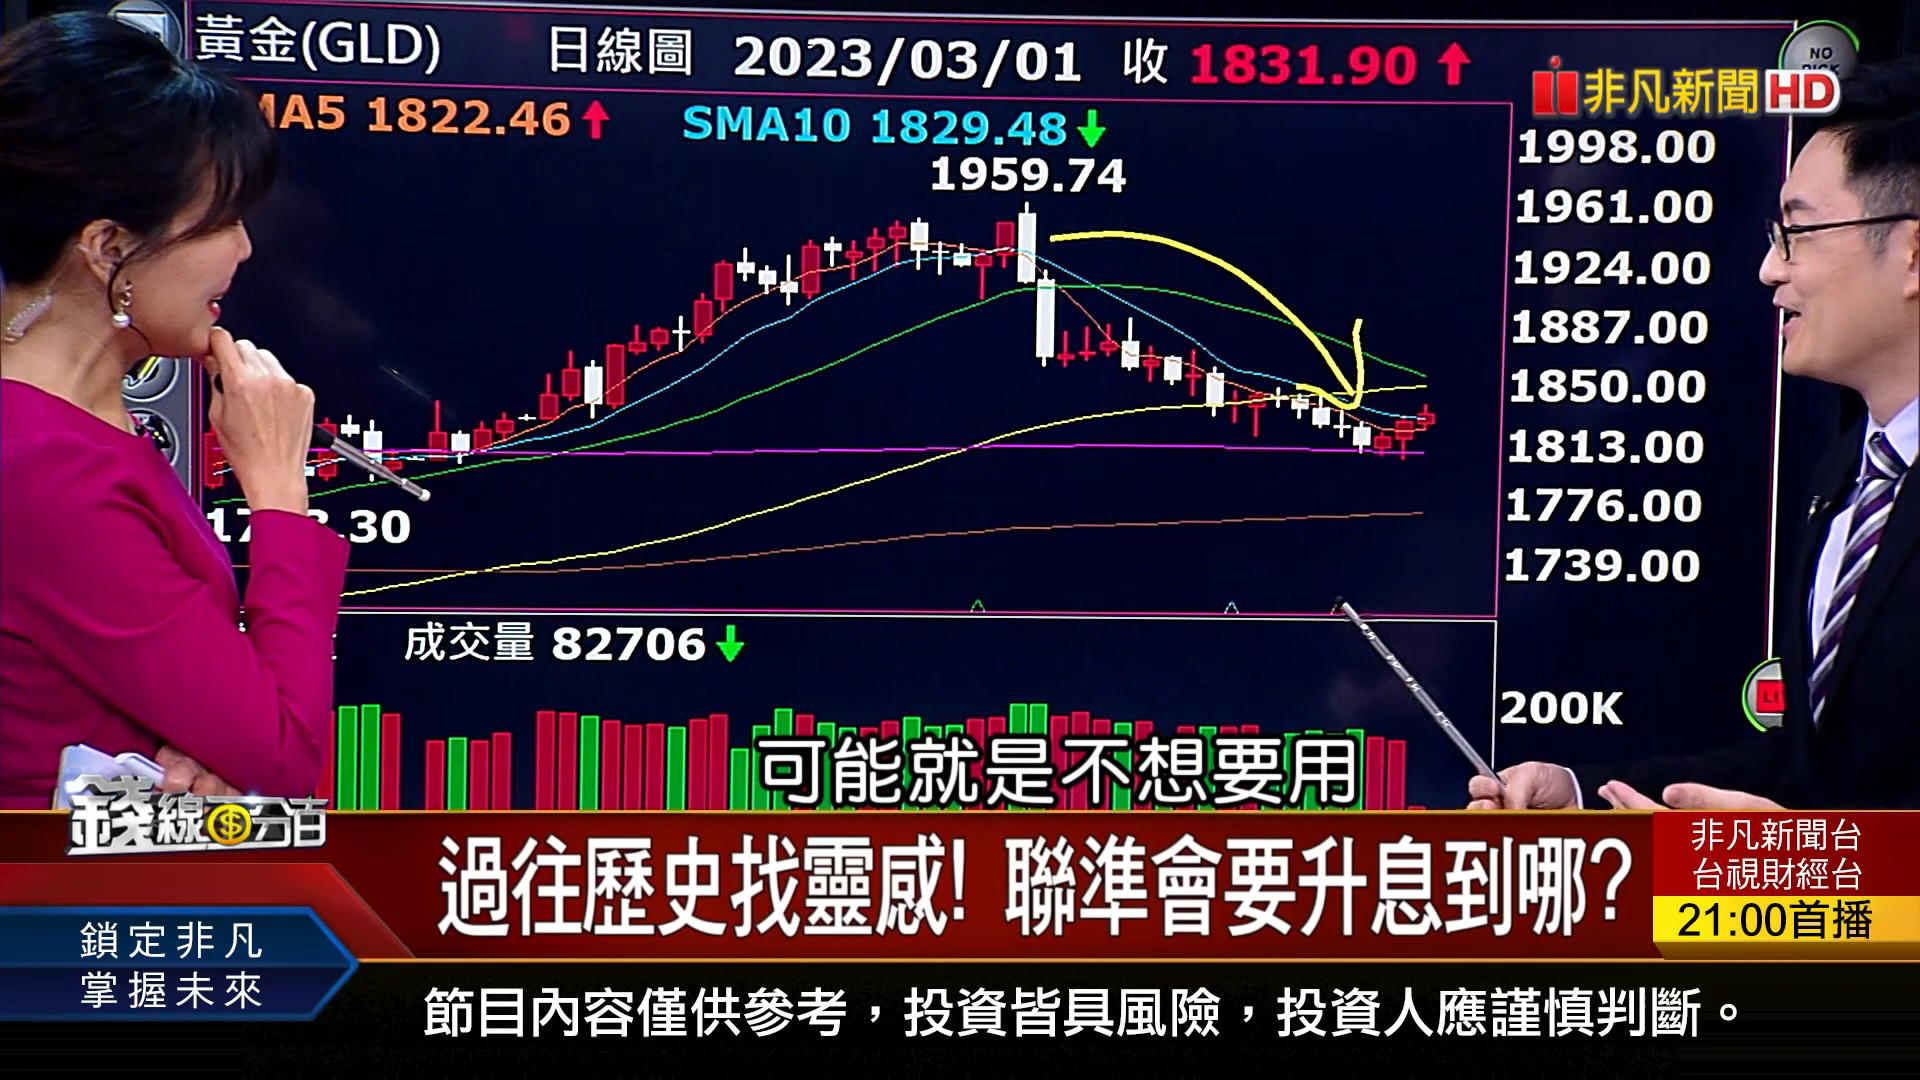 黃金(GLD) 日線圖 2023/03/01 收 1831.90
NO
非凡新聞 HD
MA5 1822.46 SMA10 1829.48
1959.74
1998.00
1961.00
1924.00
1887.00
1850.00
1813.00
1776.00
1739.00
.30
成交量 82706
200K
可能就是不想要用
錢線百分百
過往歷史找靈感! 聯準會要升息到哪?
非凡新聞台
台視財經台
21:00首播
鎖定非凡
掌握未來
節目內容僅供參考，投資皆具風險，投資人應謹慎判斷。